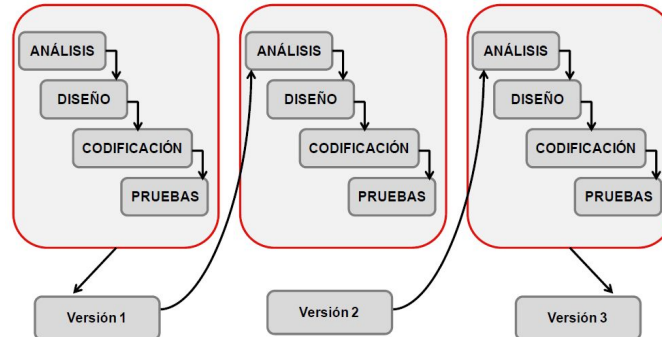 ANÁLISIS
DISEÑO
CODIFICACIÓN
PRUEBAS
Versión 1
ANÁLISIS
DISEÑO
CODIFICACIÓN
PRUEBAS
Versión 2
ANÁLISIS
DISEÑO
CODIFICACIÓN
PRUEBAS
Versión 3